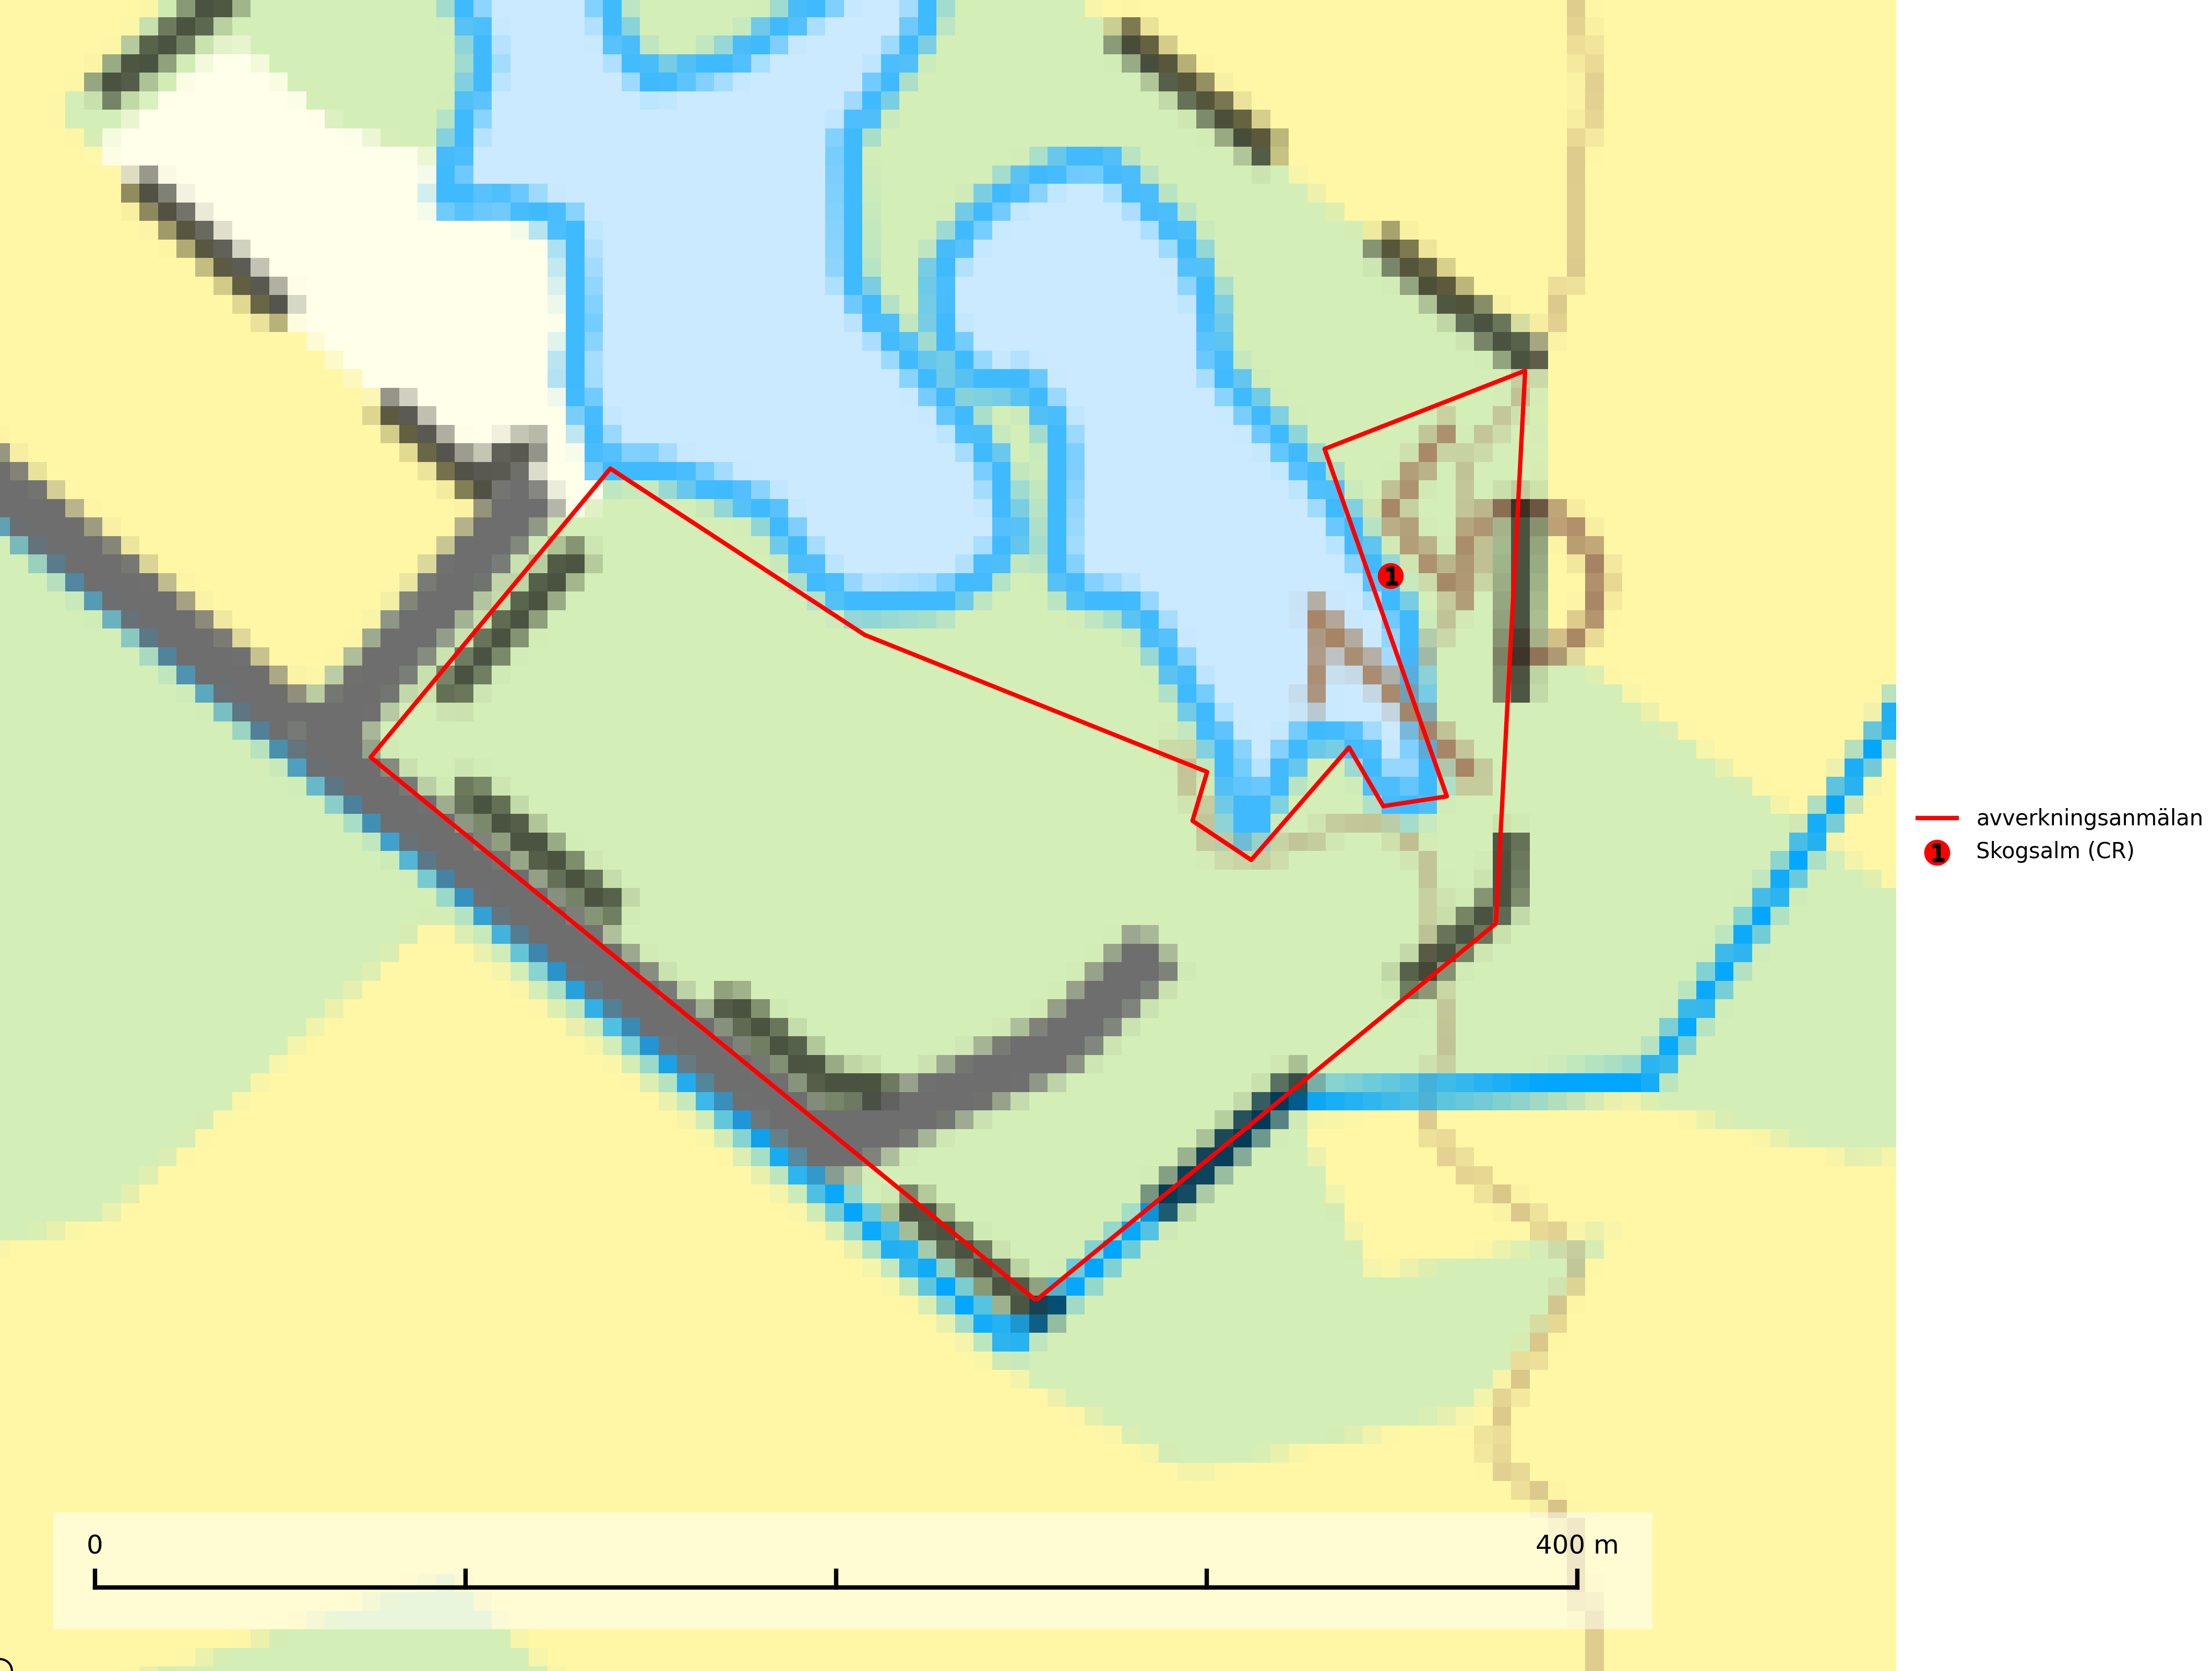 1
avverkningsanmälan
1 Skogsalm (CR)
0 400 m